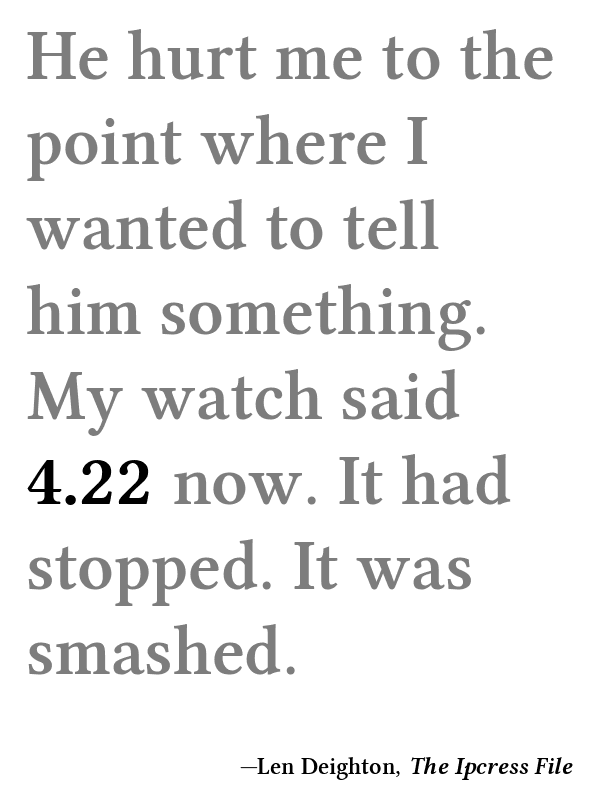 He hurt me to the
point where I
wanted to tell
him something.
My watch said
4.22 now. It had
stopped. It was
smashed.
—Len Deighton, The Ipcress File